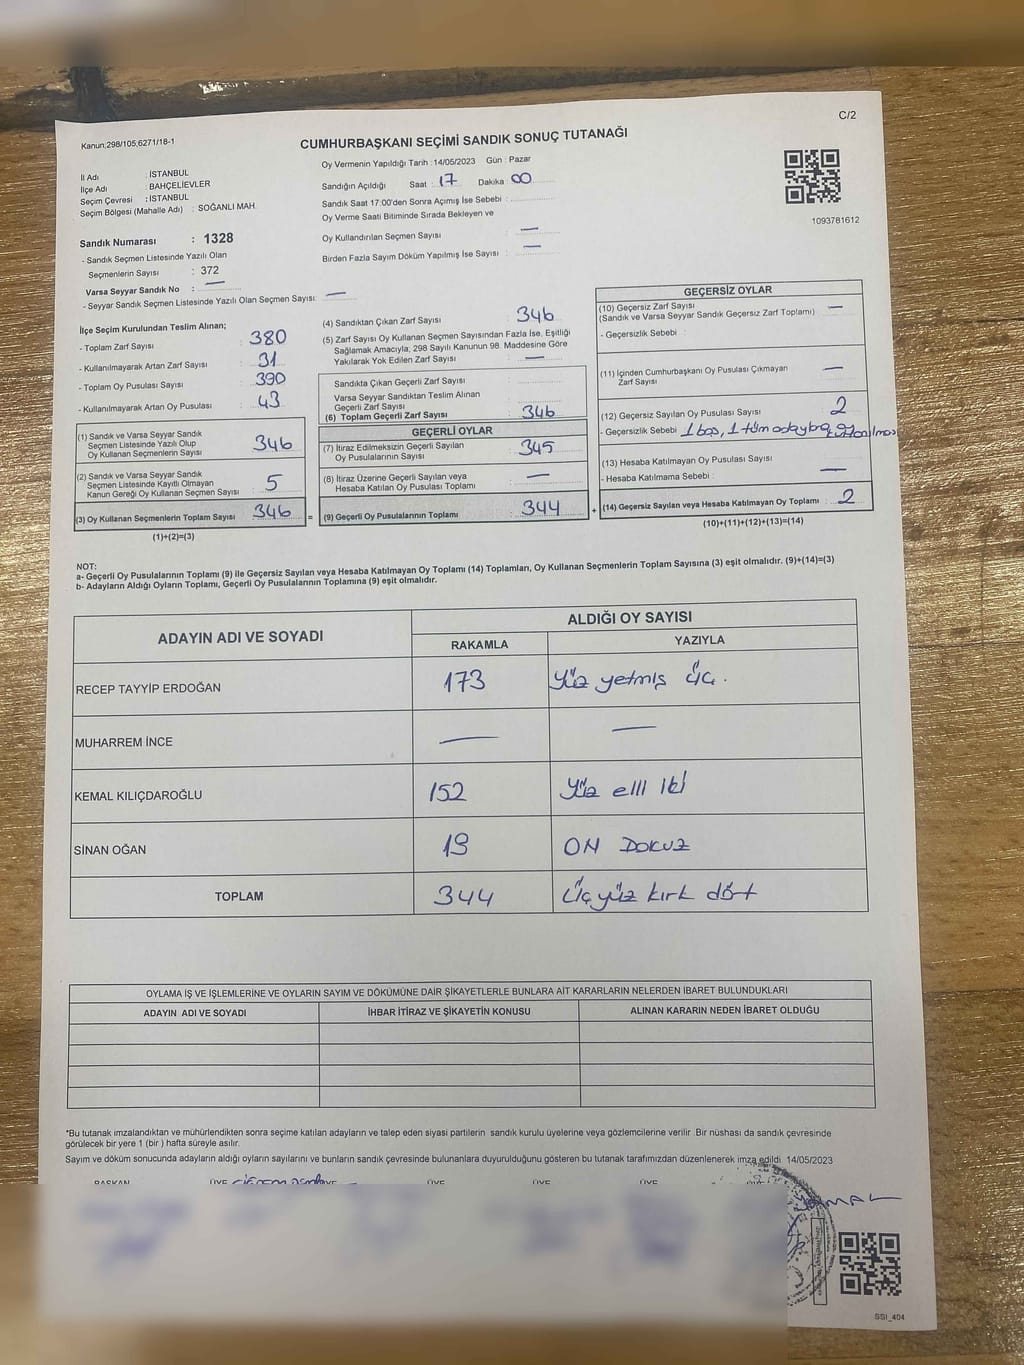 C/2
Kanun;298/105;6271/18-1
CUMHURBAŞKANI SEÇİMİ SANDIK SONUÇ TUTANAĞI
İl Adı : İSTANBUL
İlçe Adı : BAHÇELİEVLER
Seçim Çevresi : İSTANBUL
Seçim Bölgesi (Mahalle Adı) : SOĞANLI MAH.
Sandık Numarası : 1328
- Sandık Seçmen Listesinde Yazılı Olan
Seçmenlerin Sayısı : 372
Varsa Seyyar Sandık No : —
- Seyyar Sandık Seçmen Listesinde Yazılı Olan Seçmen Sayısı: —
Oy Vermenin Yapıldığı Tarih :14/05/2023 Gün : Pazar
Sandığın Açıldığı Saat : 17 Dakika : 00
Sandık Saat 17:00'den Sonra Açımış İse Sebebi :
Oy Verme Saati Bitiminde Sırada Bekleyen ve
Oy Kullandırılan Seçmen Sayısı : —
Birden Fazla Sayım Döküm Yapılmış İse Sayısı : —
1093781612
İlçe Seçim Kurulundan Teslim Alınan;
- Toplam Zarf Sayısı : 380
- Kullanılmayarak Artan Zarf Sayısı : 31
- Toplam Oy Pusulası Sayısı : 390
- Kullanılmayarak Artan Oy Pusulası : 43
(1) Sandık ve Varsa Seyyar Sandık
Seçmen Listesinde Yazılı Olup
Oy Kullanan Seçmenlerin Sayısı : 346
(2) Sandık ve Varsa Seyyar Sandık
Seçmen Listesinde Kayıtlı Olmayan
Kanun Gereği Oy Kullanan Seçmen Sayısı : 5
(3) Oy Kullanan Seçmenlerin Toplam Sayısı : 346 =
(1)+(2)=(3)
(4) Sandıktan Çıkan Zarf Sayısı : 346
(5) Zarf Sayısı Oy Kullanan Seçmen Sayısından Fazla İse, Eşitliği
Sağlamak Amacıyla; 298 Sayılı Kanunun 98. Maddesine Göre
Yakılarak Yok Edilen Zarf Sayısı : —
Sandıkta Çıkan Geçerli Zarf Sayısı :
Varsa Seyyar Sandıktan Teslim Alınan
Geçerli Zarf Sayısı :
(6) Toplam Geçerli Zarf Sayısı : 346
GEÇERLİ OYLAR
(7) İtiraz Edilmeksizin Geçerli Sayılan
Oy Pusulalarının Sayısı : 345
(8) İtiraz Üzerine Geçerli Sayılan veya
Hesaba Katılan Oy Pusulası Toplamı : —
(9) Geçerli Oy Pusulalarının Toplamı : 344 +
GEÇERSİZ OYLAR
(10) Geçersiz Zarf Sayısı : —
(Sandık ve Varsa Seyyar Sandık Geçersiz Zarf Toplamı)
- Geçersizlik Sebebi :
(11) İçinden Cumhurbaşkanı Oy Pusulası Çıkmayan
Zarf Sayısı : —
(12) Geçersiz Sayılan Oy Pusulası Sayısı : 2
- Geçersizlik Sebebi : 1 boş, 1 tüm adaylara
(13) Hesaba Katılmayan Oy Pusulası Sayısı : —
- Hesaba Katılmama Sebebi :
(14) Geçersiz Sayılan veya Hesaba Katılmayan Oy Toplamı : 2
(10)+(11)+(12)+(13)=(14)
NOT:
a- Geçerli Oy Pusulalarının Toplamı (9) ile Geçersiz Sayılan veya Hesaba Katılmayan Oy Toplamı (14) Toplamları, Oy Kullanan Seçmenlerin Toplam Sayısına (3) eşit olmalıdır. (9)+(14)=(3)
b- Adayların Aldığı Oyların Toplamı, Geçerli Oy Pusulalarının Toplamına (9) eşit olmalıdır.
ADAYIN ADI VE SOYADI
ALDIĞI OY SAYISI
RAKAMLA YAZIYLA
RECEP TAYYİP ERDOĞAN 173 Yüz yetmiş üç.
MUHARREM İNCE — —
KEMAL KILIÇDAROĞLU 152 Yüz elli iki
SİNAN OĞAN 19 ON DOKUZ
TOPLAM 344 Üçyüz kırk dört
OYLAMA İŞ VE İŞLEMLERİNE VE OYLARIN SAYIM VE DÖKÜMÜNE DAİR ŞİKAYETLERLE BUNLARA AİT KARARLARIN NELERDEN İBARET BULUNDUKLARI
ADAYIN ADI VE SOYADI İHBAR İTİRAZ VE ŞİKAYETİN KONUSU ALINAN KARARIN NEDEN İBARET OLDUĞU
*Bu tutanak imzalandıktan ve mühürlendikten sonra seçime katılan adayların ve talep eden siyasi partilerin sandık kurulu üyelerine veya gözlemcilerine verilir .Bir nüshası da sandık çevresinde
görülecek bir yere 1 (bir ) hafta süreyle asılır.
Sayım ve döküm sonucunda adayların aldığı oyların sayılarını ve bunların sandık çevresinde bulunanlara duyurulduğunu gösteren bu tutanak tarafımızdan düzenlenerek imza edildi 14/05/2023
BAŞKAN ÜYE ÜYE ÜYE ÜYE ÜYE
SSI_404